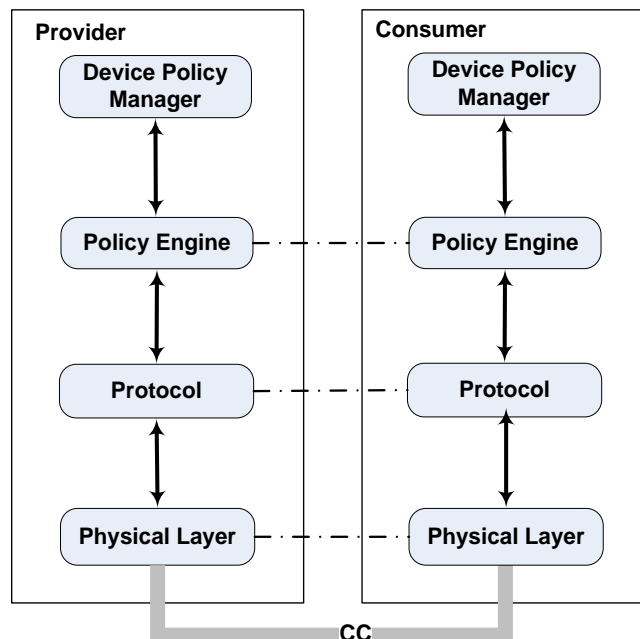 Provider
Device Policy
Manager
Policy Engine
Protocol
Physical Layer
Consumer
Device Policy
Manager
Policy Engine
Protocol
Physical Layer
CC